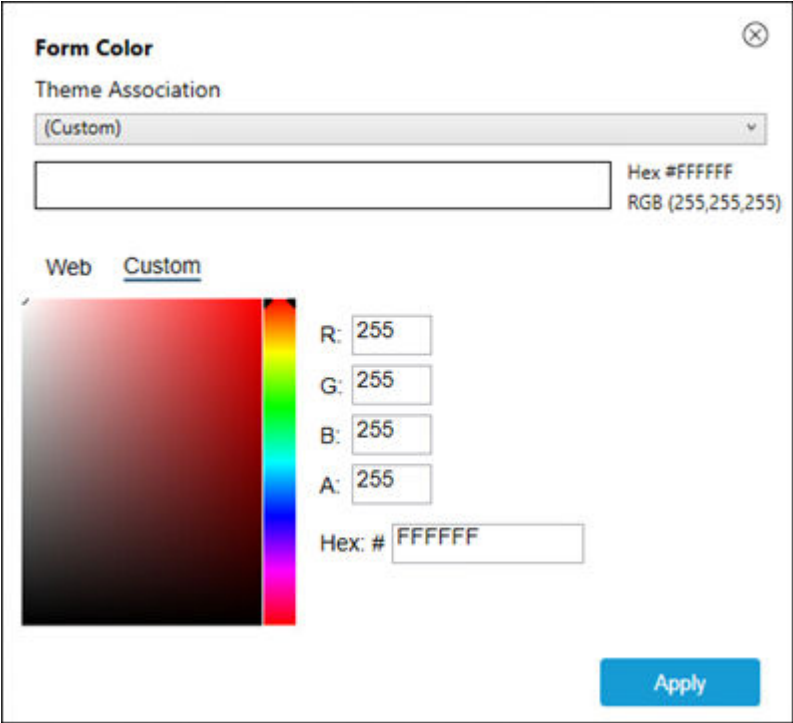 Form Color
Theme Association
(Custom)
Hex #FFFFFF
RGB (255,255,255)
Web Custom
R: 255
G: 255
B: 255
A: 255
Hex: # FFFFFF
Apply